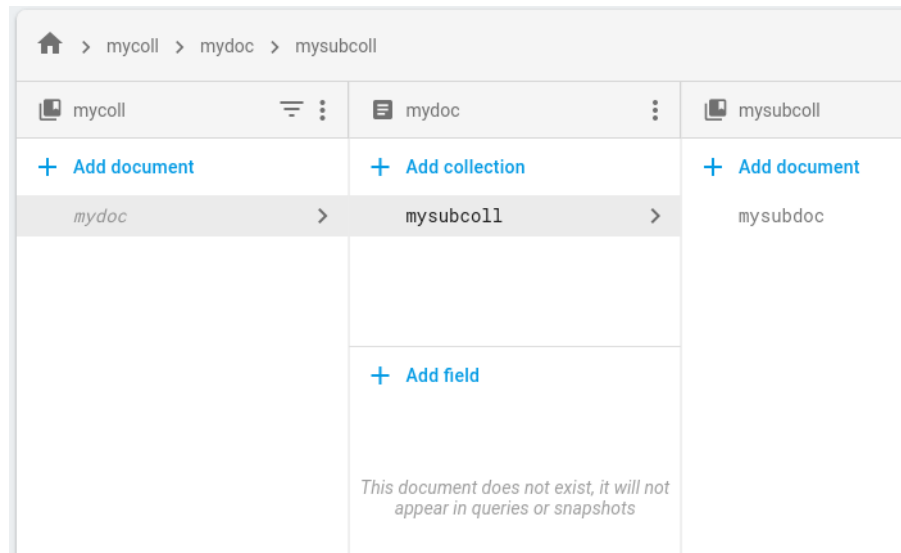 mycoll > mydoc > mysubcoll
mycoll
mydoc
mysubcoll
+ Add document
+ Add collection
+ Add document
mydoc >
mysubcoll >
mysubdoc
+ Add field
This document does not exist, it will not
appear in queries or snapshots